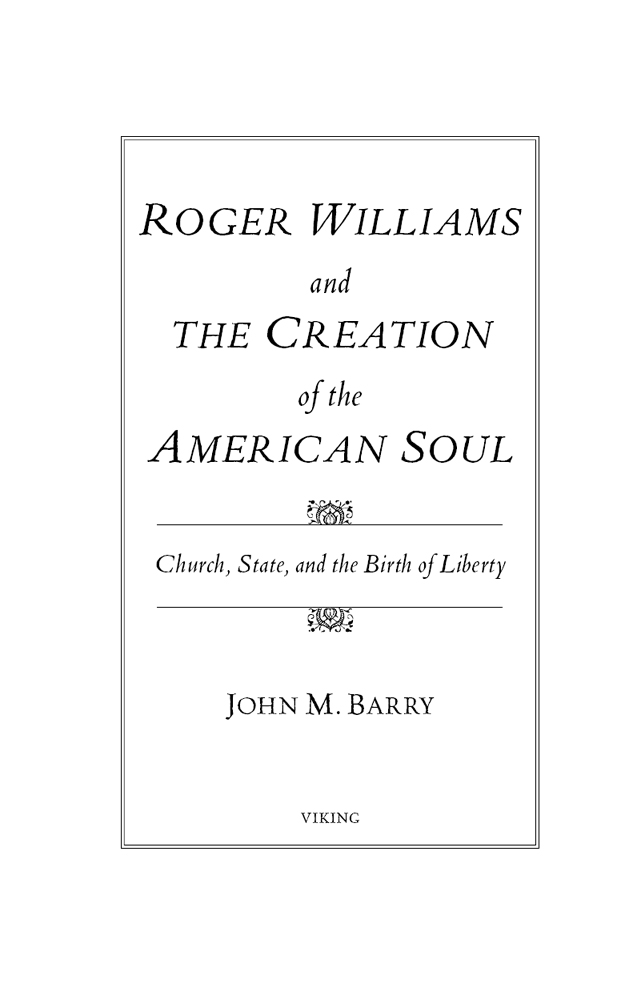 ROGER WILLIAMS
and
THE CREATION
of the
AMERICAN SOUL
Church, State, and the Birth of Liberty
JOHN M. BARRY
VIKING